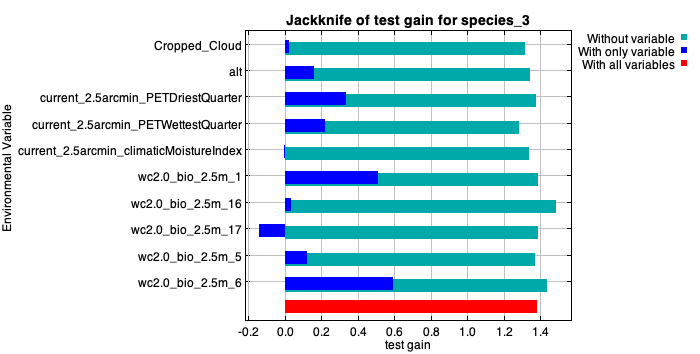 Jackknife of test gain for species_3
Without variable
With only variable
With all variables
Environmental Variable
Cropped_Cloud
alt
current_2.5arcmin_PETDriestQuarter
current_2.5arcmin_PETWettestQuarter
current_2.5arcmin_climaticMoistureIndex
wc2.0_bio_2.5m_1
wc2.0_bio_2.5m_16
wc2.0_bio_2.5m_17
wc2.0_bio_2.5m_5
wc2.0_bio_2.5m_6
-0.2 0.0 0.2 0.4 0.6 0.8 1.0 1.2 1.4
test gain